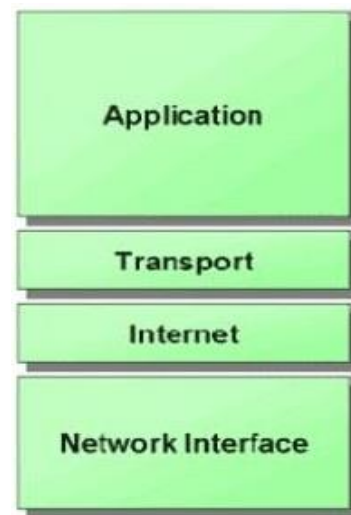 Application
Transport
Internet
Network Interface